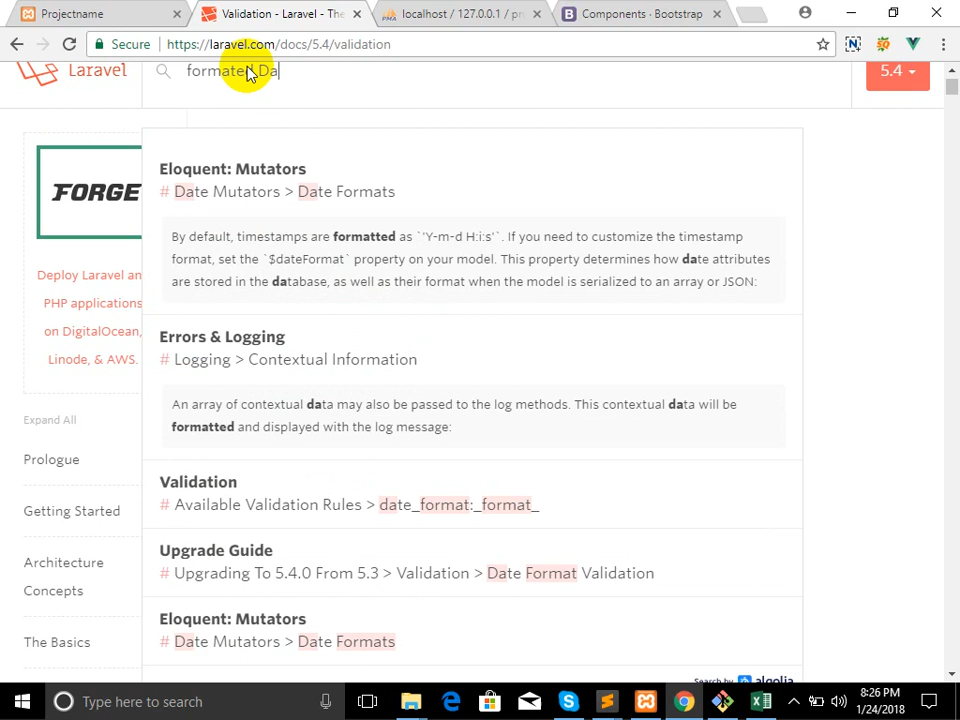 Projectname
Validation - Laravel - The
localhost / 127.0.0.1 / pr
Components · Bootstrap
Secure
https://laravel.com/docs/5.4/validation
Laravel
formated Da
5.4
FORGE
Deploy Laravel an
PHP applications
on DigitalOcean,
Linode, & AWS.
Expand All
Prologue
Getting Started
Architecture
Concepts
The Basics
Eloquent: Mutators
# Date Mutators > Date Formats
By default, timestamps are formatted as `'Y-m-d H:i:s'`. If you need to customize the timestamp
format, set the `$dateFormat` property on your model. This property determines how date attributes
are stored in the database, as well as their format when the model is serialized to an array or JSON:
Errors & Logging
# Logging > Contextual Information
An array of contextual data may also be passed to the log methods. This contextual data will be
formatted and displayed with the log message:
Validation
# Available Validation Rules > date_format:_format_
Upgrade Guide
# Upgrading To 5.4.0 From 5.3 > Validation > Date Format Validation
Eloquent: Mutators
# Date Mutators > Date Formats
Search by algolia
Type here to search
8:26 PM
1/24/2018